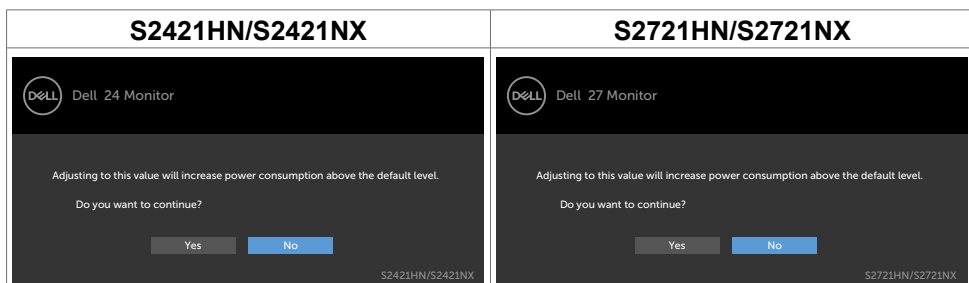 S2421HN/S2421NX
S2721HN/S2721NX
DELL Dell 24 Monitor
Adjusting to this value will increase power consumption above the default level.
Do you want to continue?
Yes No
S2421HN/S2421NX
DELL Dell 27 Monitor
Adjusting to this value will increase power consumption above the default level.
Do you want to continue?
Yes No
S2721HN/S2721NX